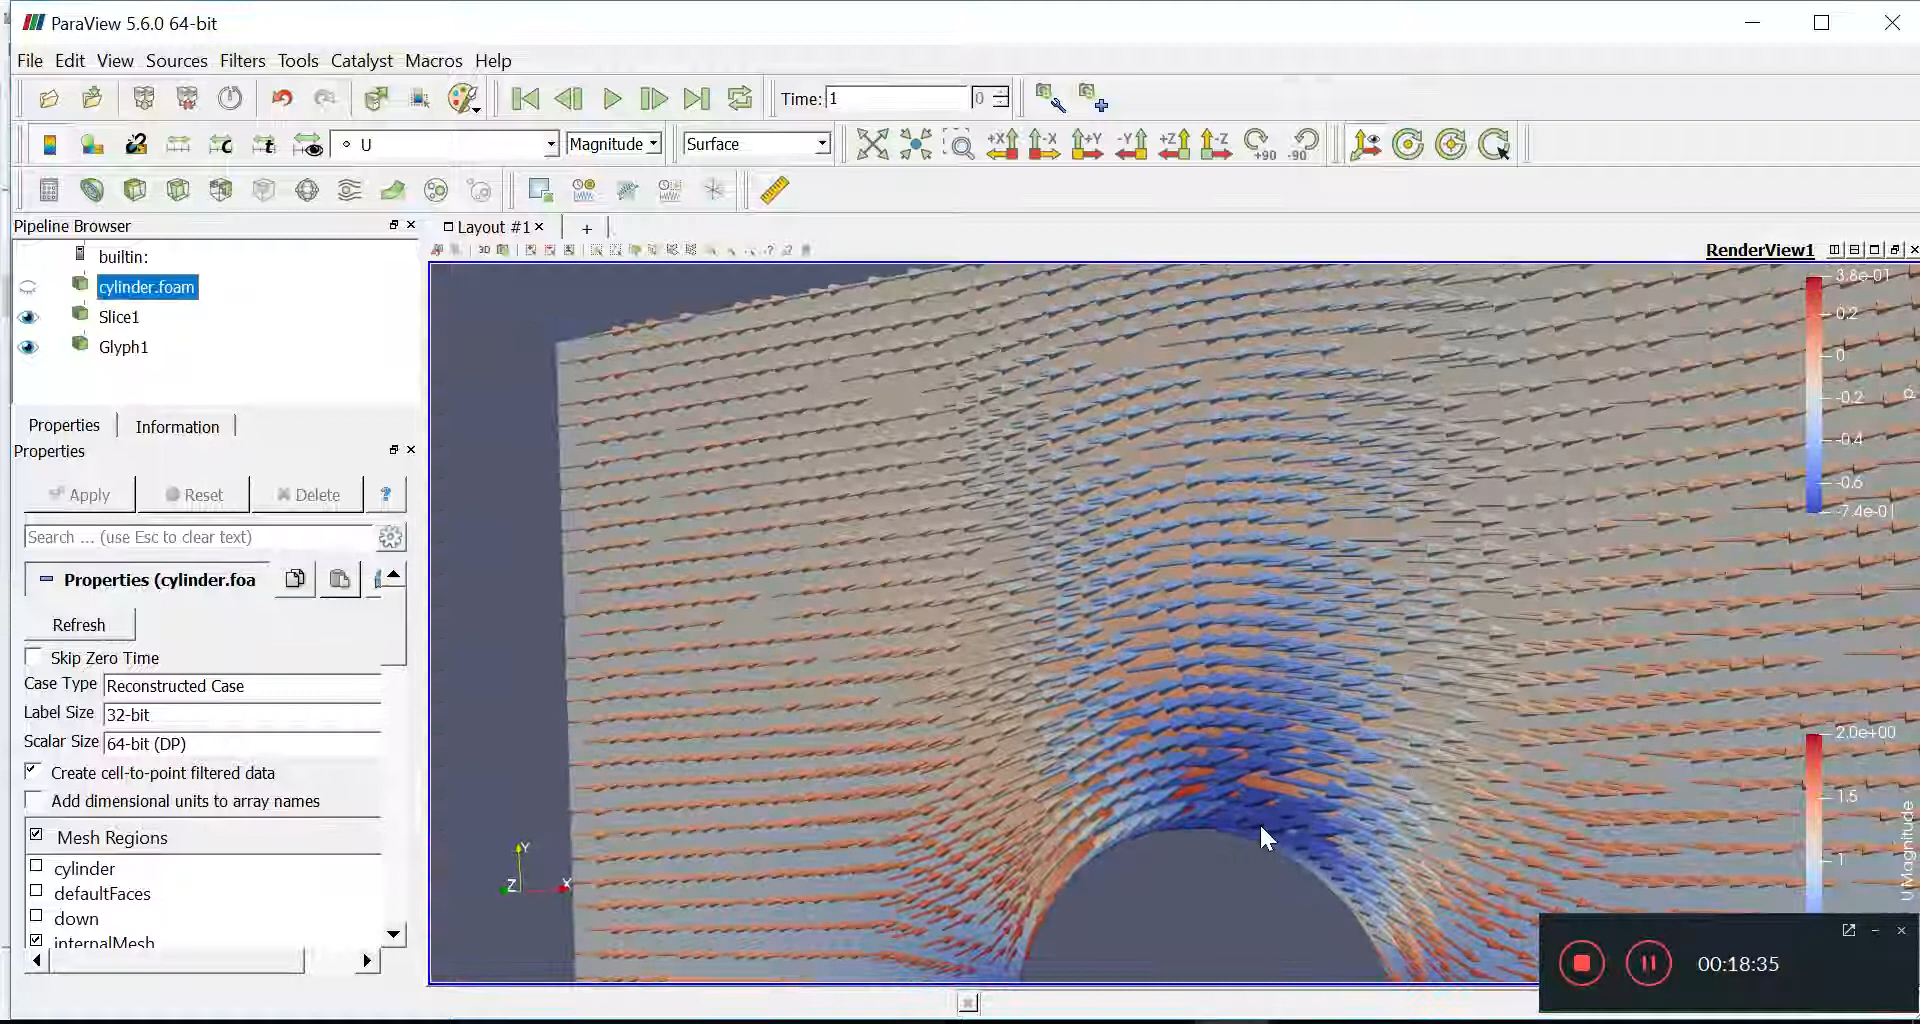 ParaView 5.6.0 64-bit
File Edit View Sources Filters Tools Catalyst Macros Help
Time: 1 0
U Magnitude Surface +X -X +Y -Y +Z -Z +90 -90
Pipeline Browser
Layout #1
+
3D
RenderView1
builtin:
cylinder.foam
Slice1
Glyph1
Properties Information
Properties
Apply Reset Delete ?
Search ... (use Esc to clear text)
Properties (cylinder.foa
Refresh
Skip Zero Time
Case Type Reconstructed Case
Label Size 32-bit
Scalar Size 64-bit (DP)
Create cell-to-point filtered data
Add dimensional units to array names
Mesh Regions
cylinder
defaultFaces
down
internalMesh
Y
Z X
3.8e-01
0.2
0
-0.2
p
-0.4
-0.6
-7.4e-01
2.0e+00
1.5
1
U Magnitude
00:18:35